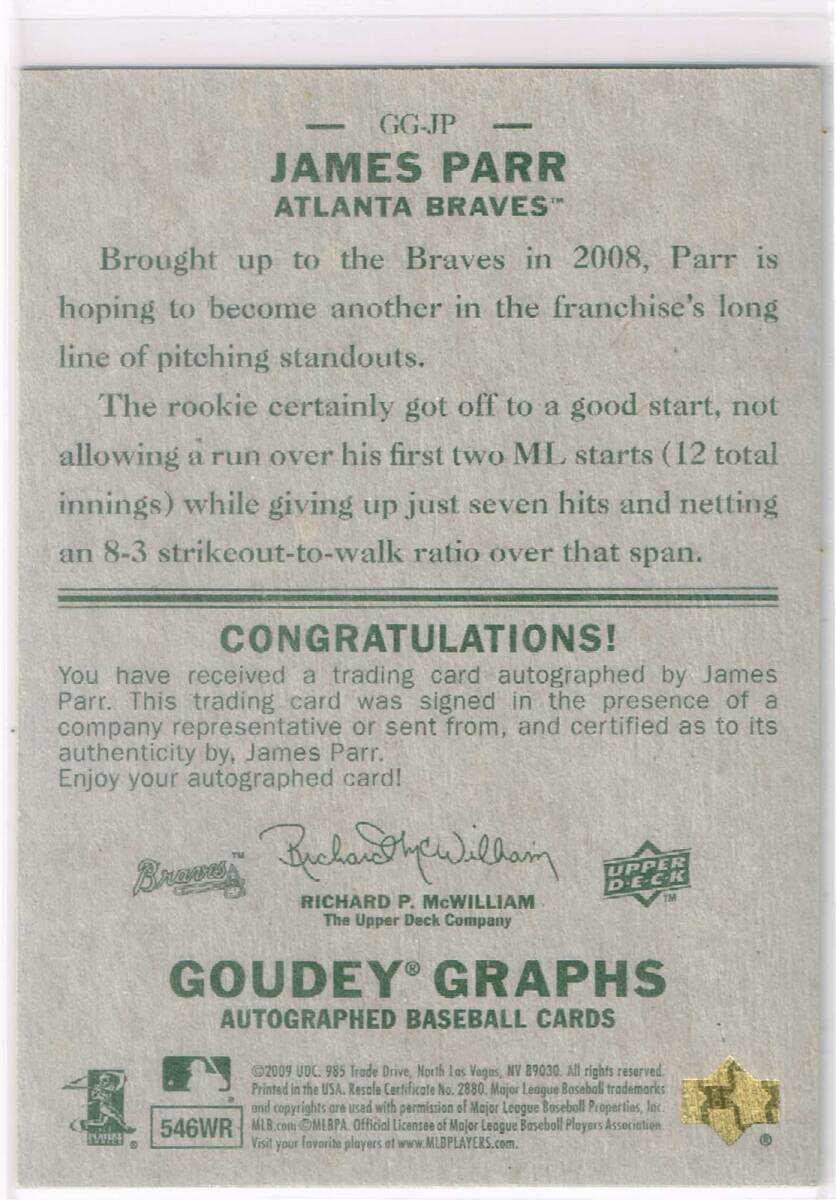 GG-JP
JAMES PARR
ATLANTA BRAVES™
Brought up to the Braves in 2008, Parr is
hoping to become another in the franchise's long
line of pitching standouts.
The rookie certainly got off to a good start, not
allowing a run over his first two ML starts (12 total
innings) while giving up just seven hits and netting
an 8-3 strikeout-to-walk ratio over that span.
CONGRATULATIONS!
You have received a trading card autographed by James
Parr. This trading card was signed in the presence of a
company representative or sent from, and certified as to its
authenticity by, James Parr.
Enjoy your autographed card!
Braves™
Richard McWilliam
UPPER
D·E·C·K
TM
RICHARD P. McWILLIAM
The Upper Deck Company
GOUDEY® GRAPHS
AUTOGRAPHED BASEBALL CARDS
©2009 UDC. 985 Trade Drive, North Las Vegas, NV 89030. All rights reserved.
Printed in the USA. Resale Certificate No. 2880. Major League Baseball trademarks
and copyrights are used with permission of Major League Baseball Properties, Inc.
MLB.com ©MLBPA. Official Licensee of Major League Baseball Players Association.
Visit your favorite players at www.MLBPLAYERS.com.
PLAYERS
®
546WR
®